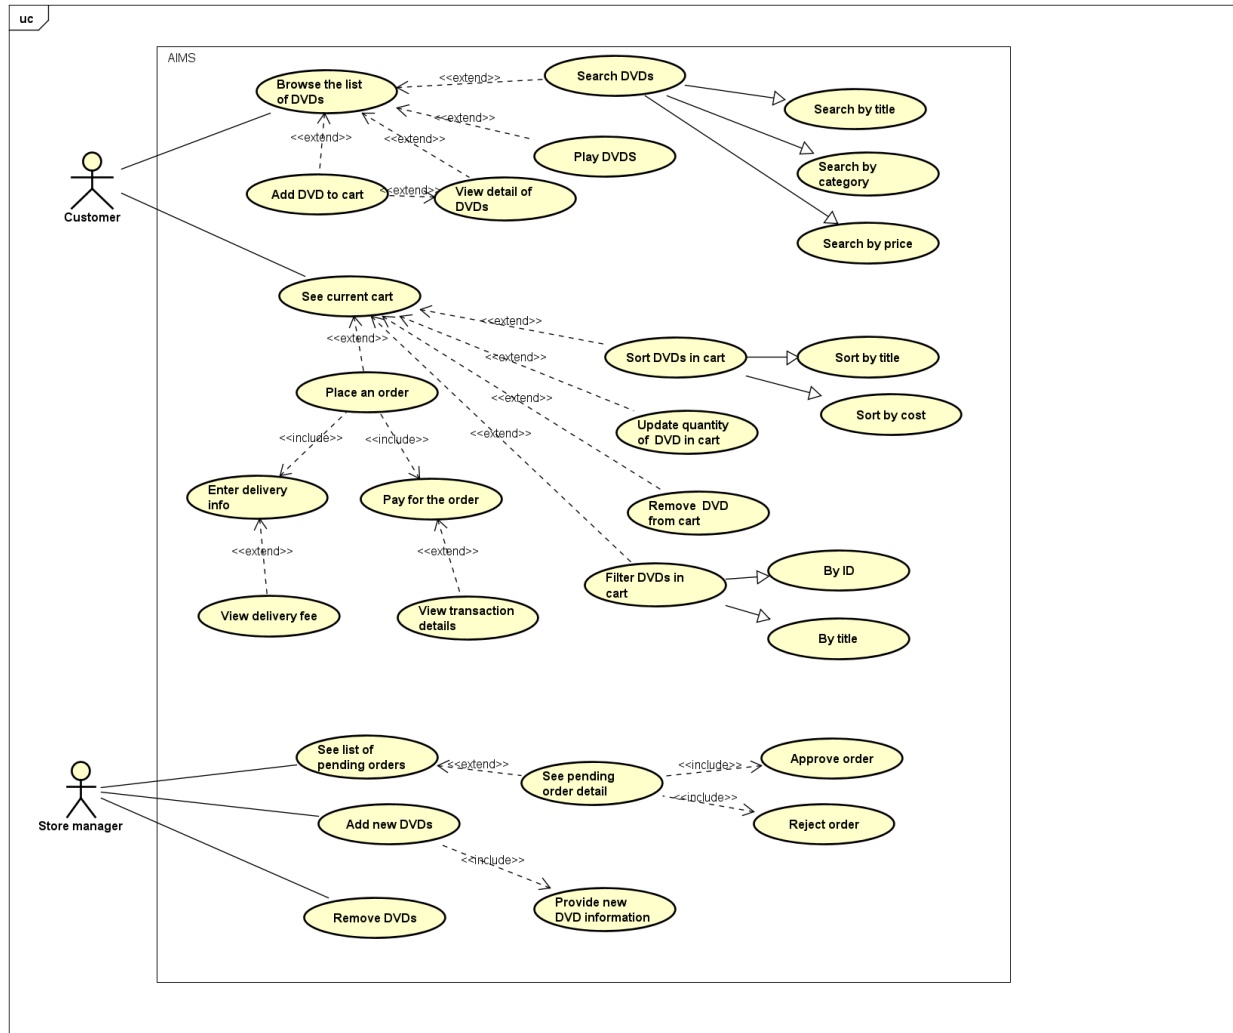 uc
AIMS
Browse the list
of DVDs
<<extend>>
Search DVDs
Search by title
<<extend>>
<<extend>>
<<extend>>
Play DVDS
Search by
category
Customer
Add DVD to cart
<<extend>>
View detail of
DVDs
Search by price
See current cart
<<extend>>
<<extend>>
Sort DVDs in cart
Sort by title
<<extend>>
Place an order
<<extend>>
Sort by cost
<<include>>
<<include>>
<<extend>>
Update quantity
of  DVD in cart
Enter delivery
info
Pay for the order
Remove  DVD
from cart
<<extend>>
<<extend>>
Filter DVDs in
cart
By ID
View delivery fee
View transaction
details
By title
See list of
pending orders
<<extend>>
See pending
order detail
<<include>>
Approve order
<<include>>
Store manager
Add new DVDs
Reject order
<<include>>
Remove DVDs
Provide new
DVD information